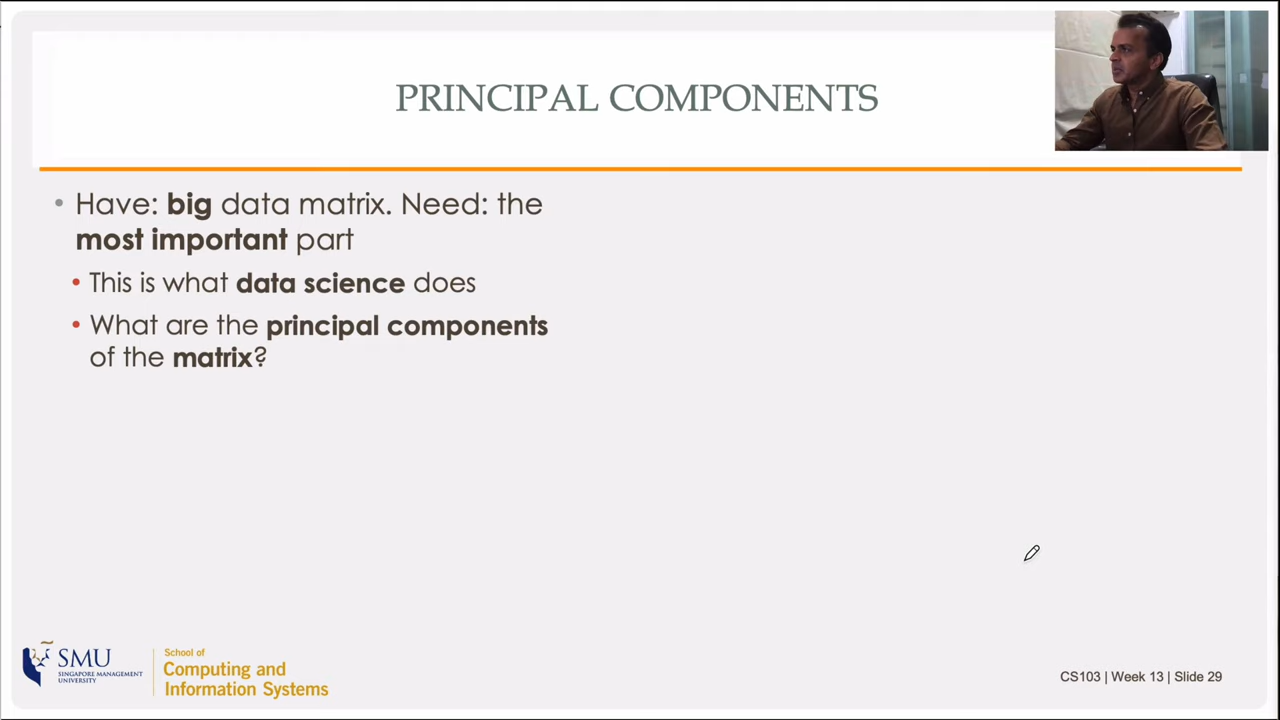 PRINCIPAL COMPONENTS
• Have: big data matrix. Need: the
most important part
• This is what data science does
• What are the principal components
of the matrix?
SMU
SINGAPORE MANAGEMENT
UNIVERSITY
School of
Computing and
Information Systems
CS103 | Week 13 | Slide 29